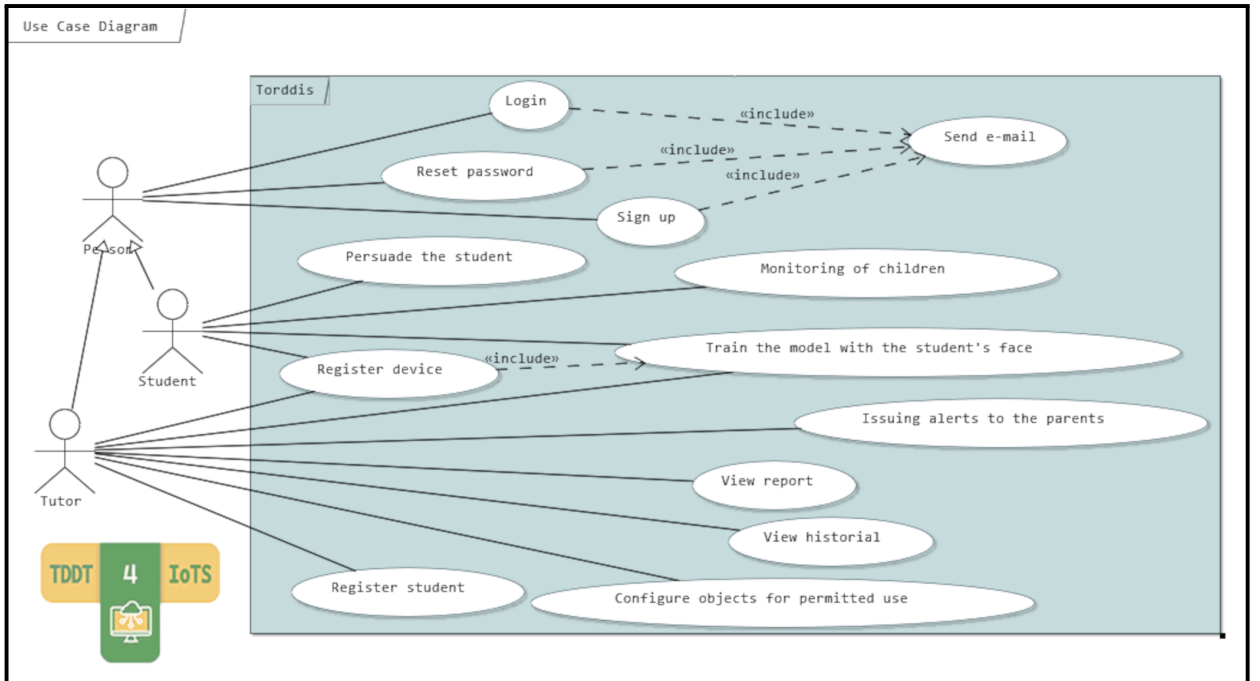 Use Case Diagram
Torddis
Login
«include»
Send e-mail
Reset password
«include»
«include»
Sign up
Person
Persuade the student
Monitoring of children
Student
Register device
«include»
Train the model with the student's face
Issuing alerts to the parents
Tutor
View report
View historial
Register student
Configure objects for permitted use
TDDT 4 IoTS